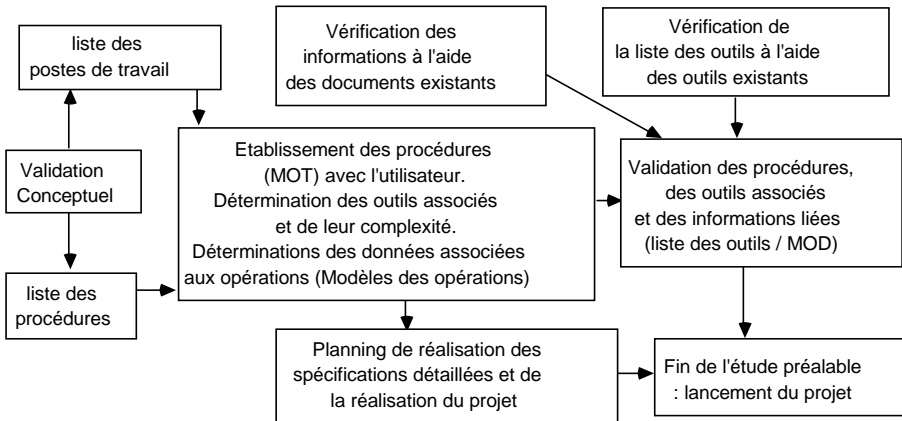 liste des
postes de travail
Vérification des
informations à l'aide
des documents existants
Vérification de
la liste des outils à l'aide
des outils existants
Validation
Conceptuel
Etablissement des procédures
(MOT) avec l'utilisateur.
Détermination des outils associés
et de leur complexité.
Déterminations des données associées
aux opérations (Modèles des opérations)
Validation des procédures,
des outils associés
et des informations liées
(liste des outils / MOD)
liste des
procédures
Planning de réalisation des
spécifications détaillées et de
la réalisation du projet
Fin de l'étude préalable
: lancement du projet